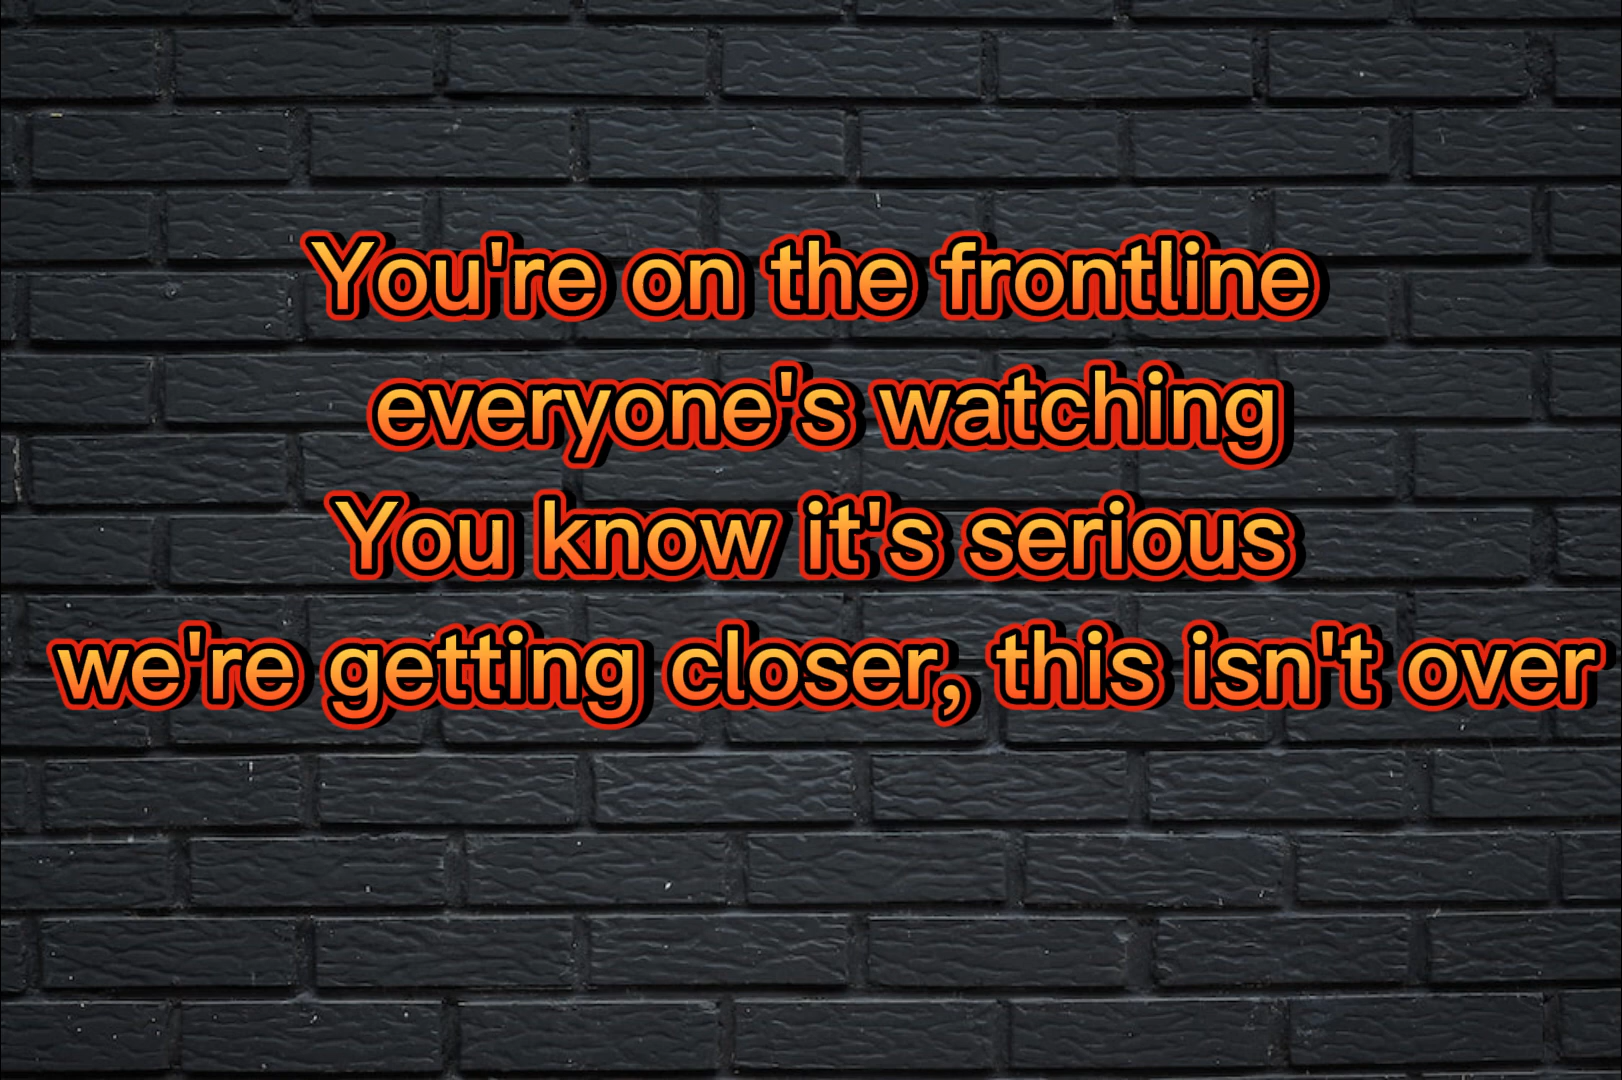 You're on the frontline
everyone's watching
You know it's serious
we're getting closer, this isn't over